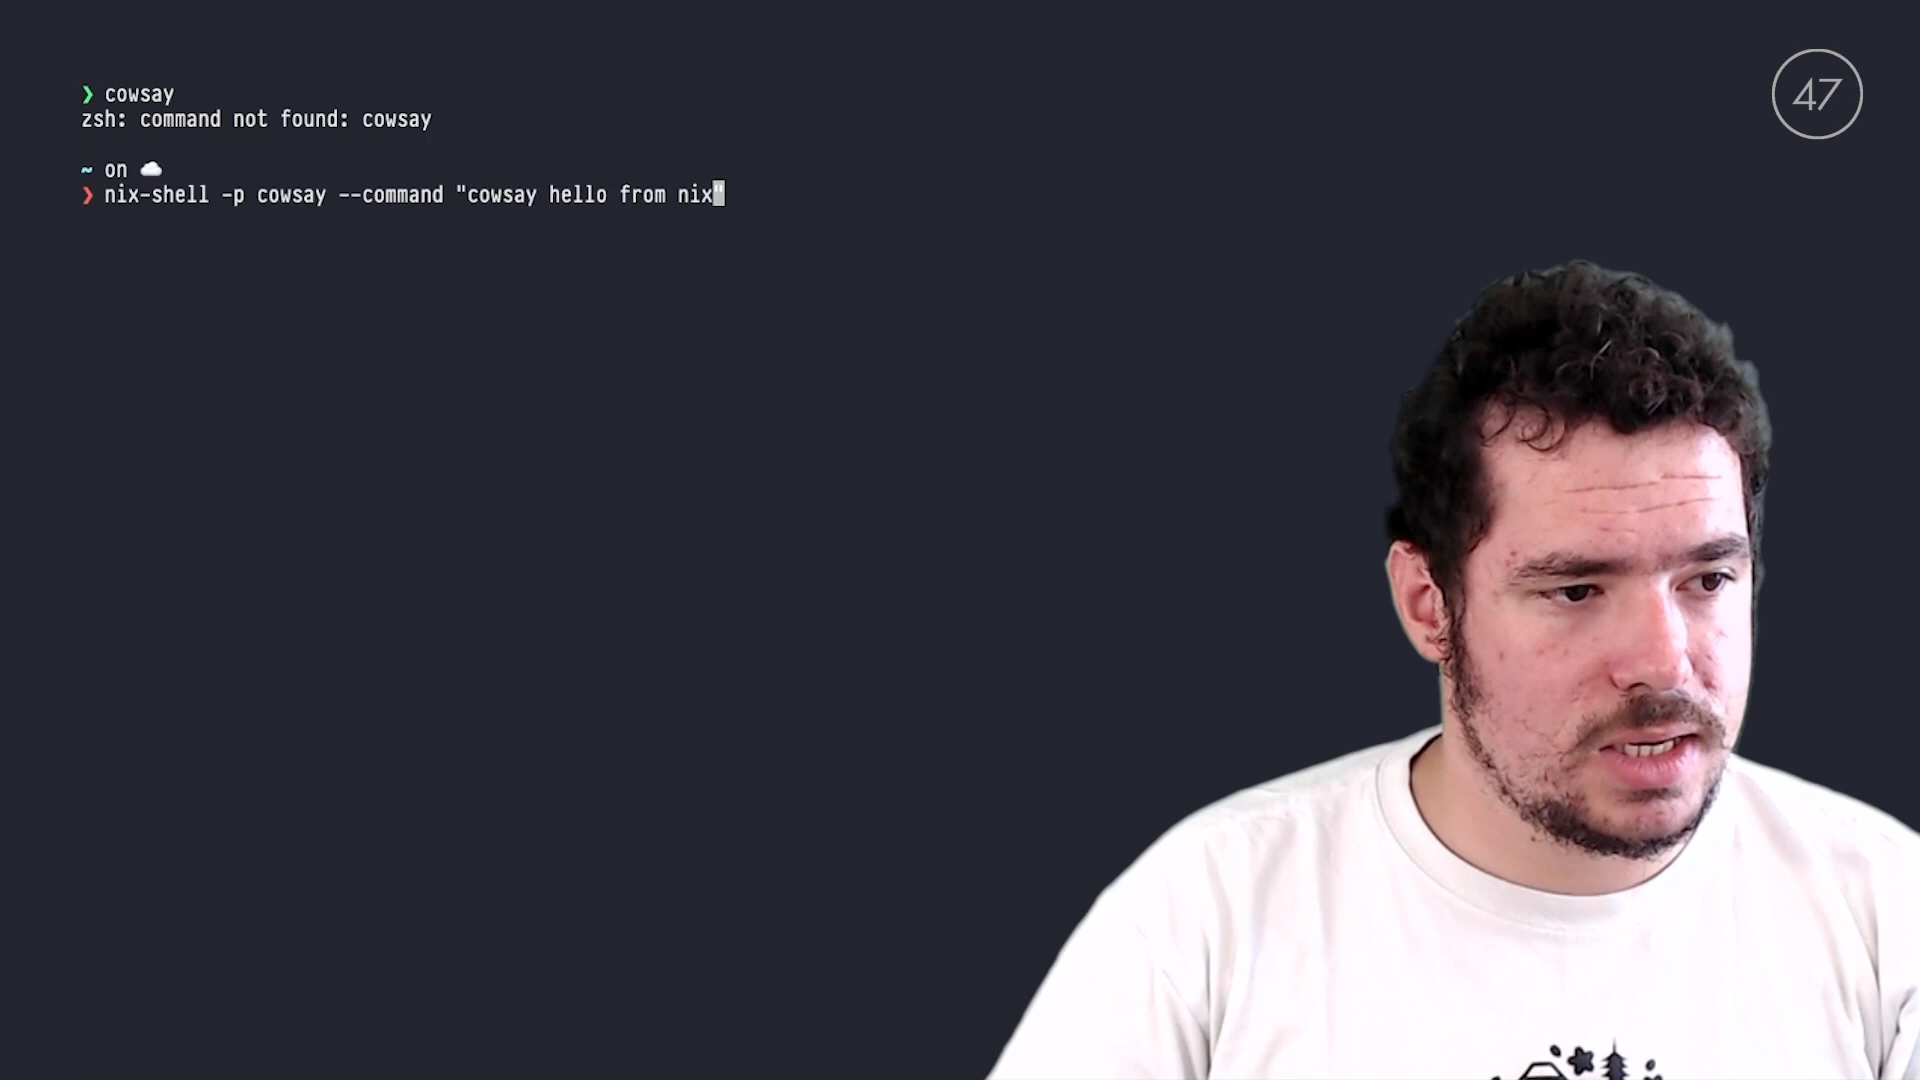 ❯ cowsay
zsh: command not found: cowsay
~ on ☁️
❯ nix-shell -p cowsay --command "cowsay hello from nix"
47